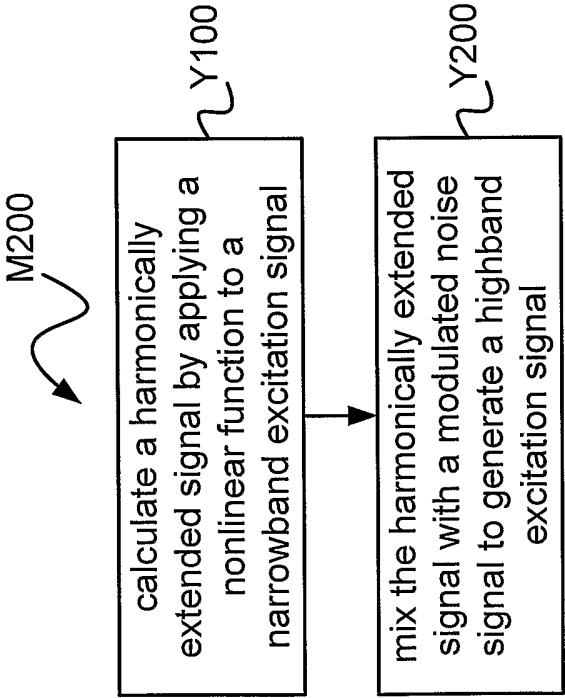 M200
calculate a harmonically
extended signal by applying a
nonlinear function to a
narrowband excitation signal
Y100
mix the harmonically extended
signal with a modulated noise
signal to generate a highband
excitation signal
Y200